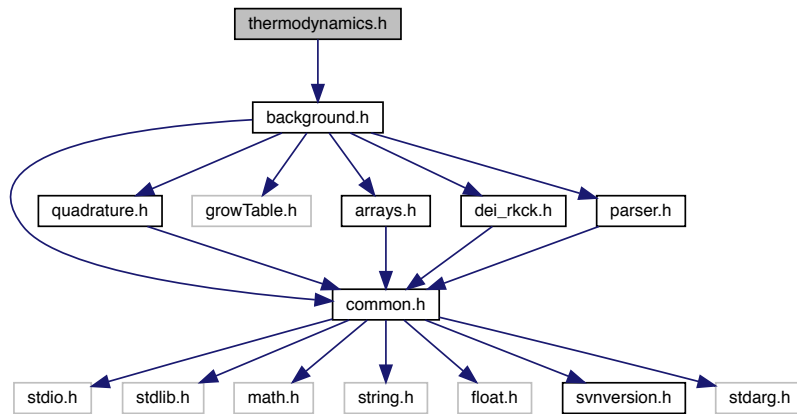 thermodynamics.h
background.h
quadrature.h
growTable.h
arrays.h
dei_rkck.h
parser.h
common.h
stdio.h
stdlib.h
math.h
string.h
float.h
svnversion.h
stdarg.h